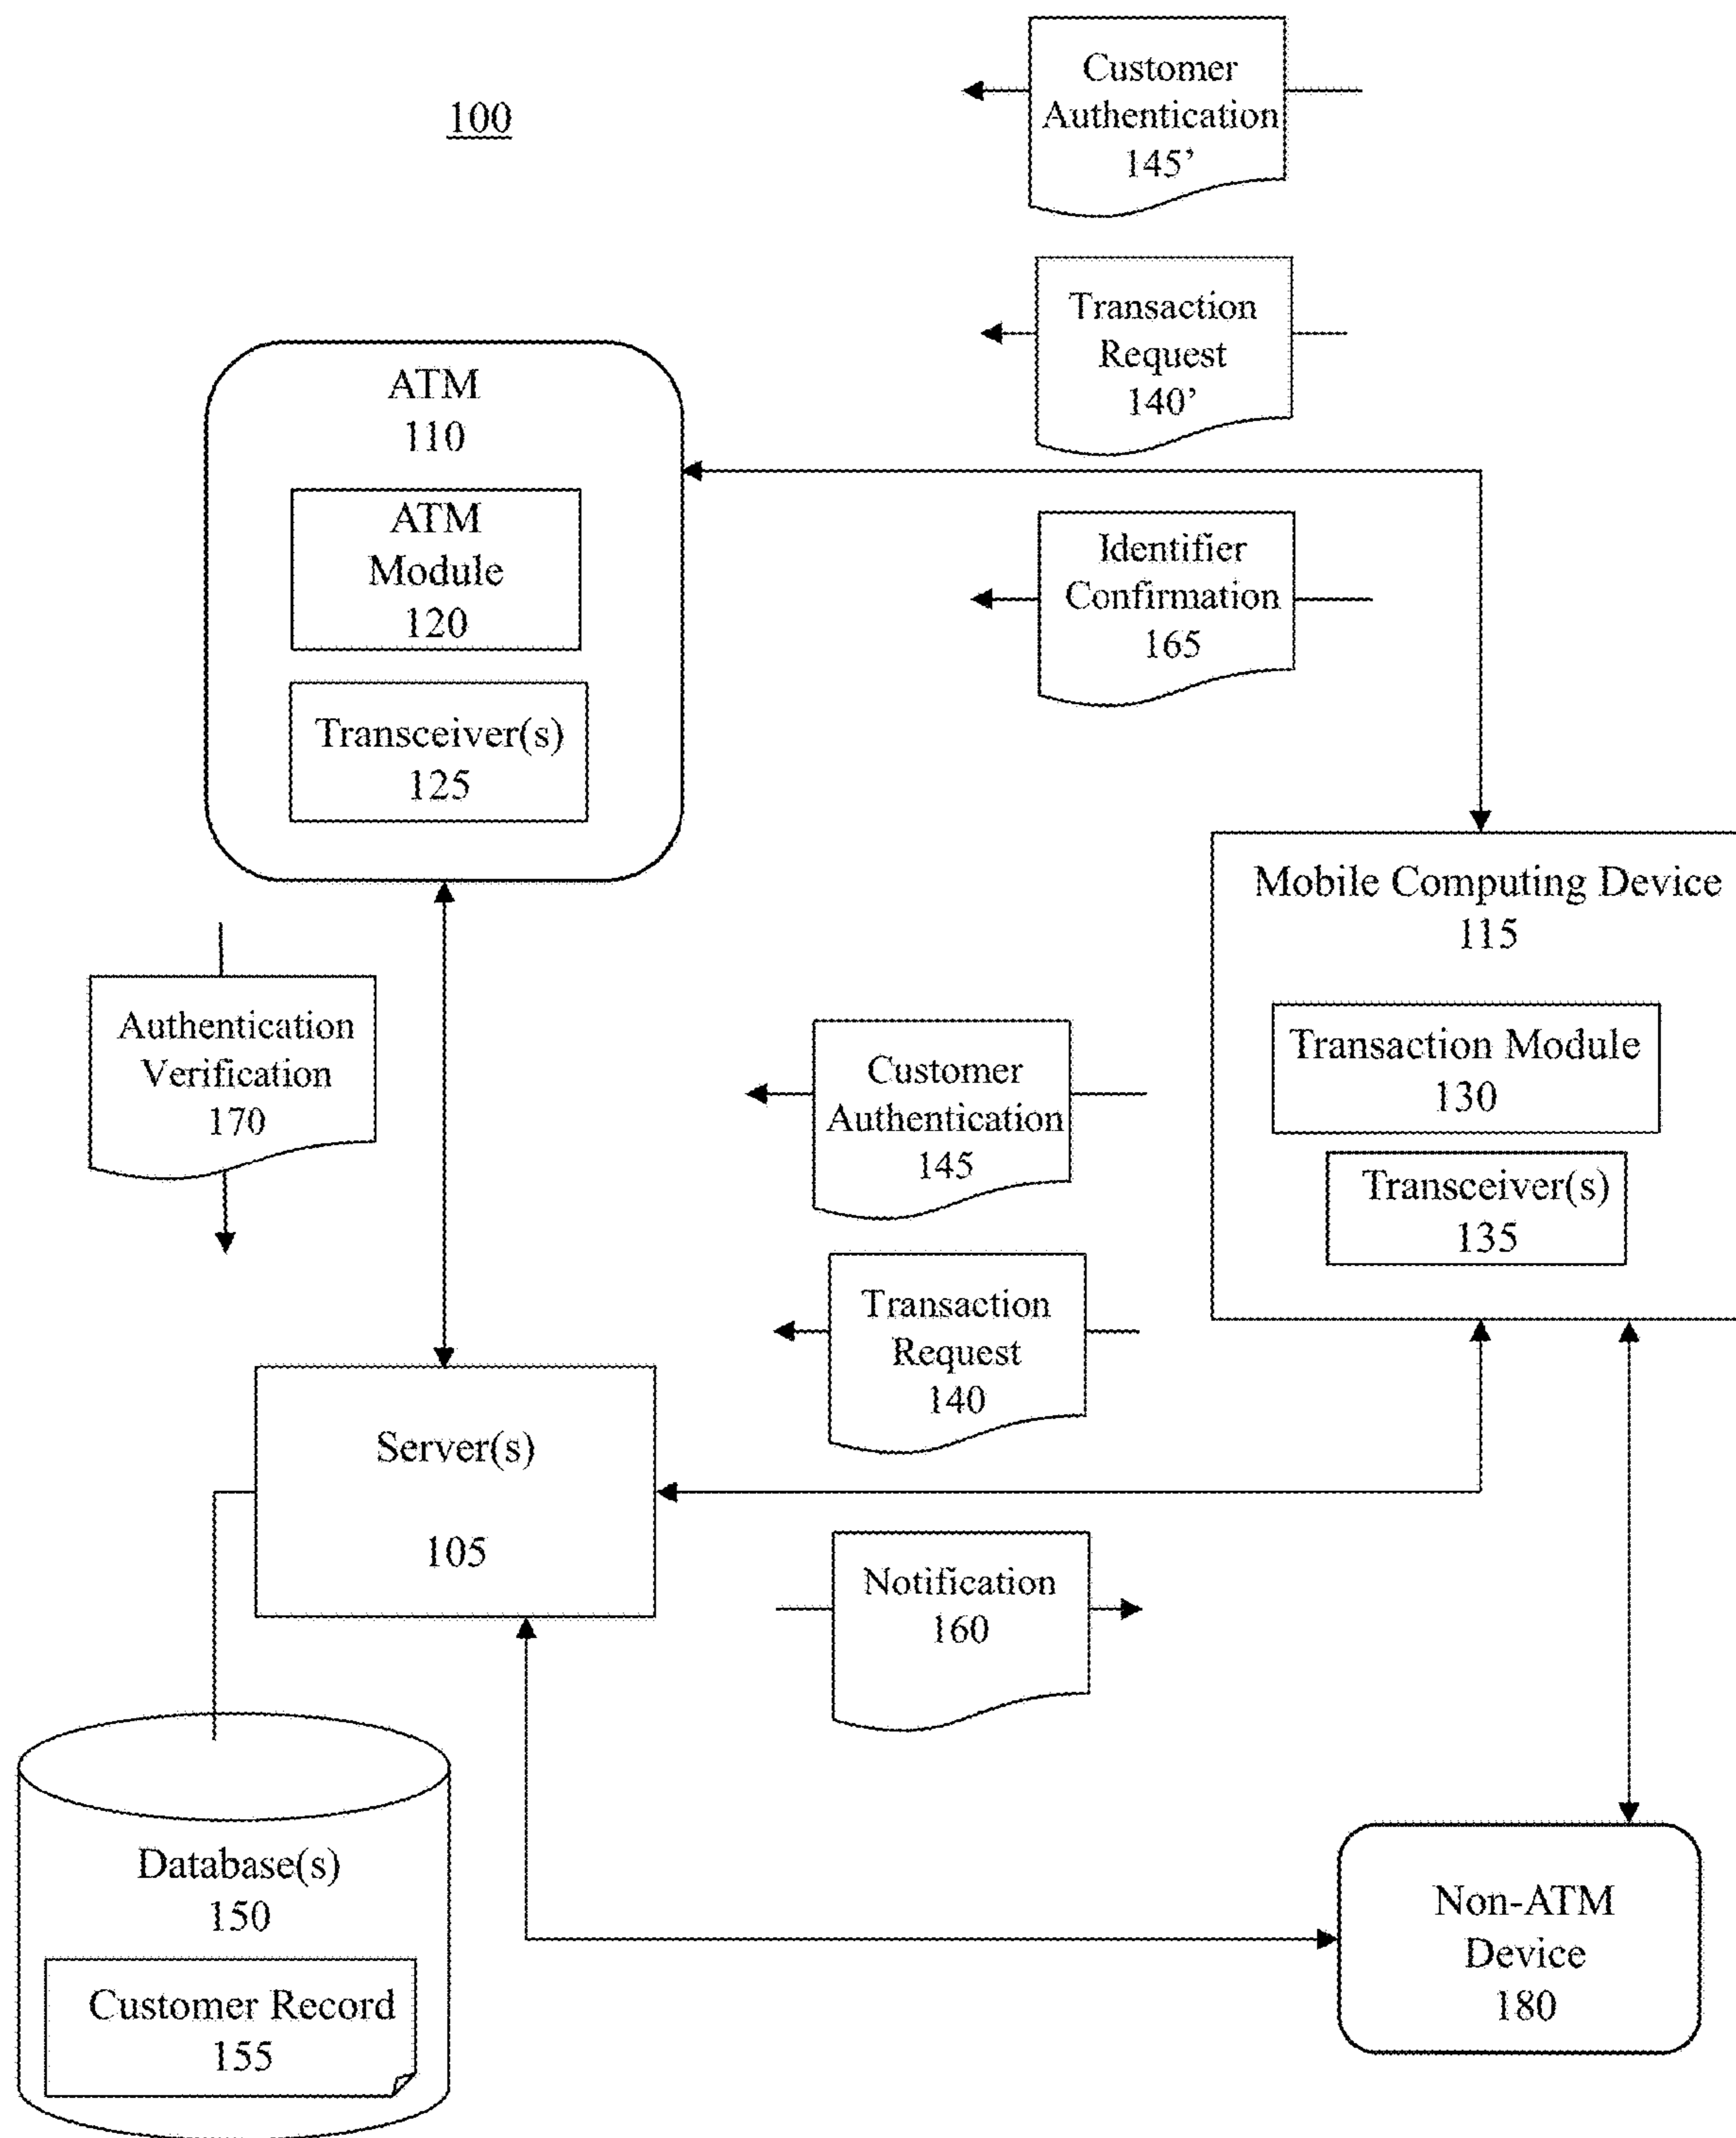 100
Customer
Authentication
145’
Transaction
Request
140’
ATM
110
ATM
Module
120
Transceiver(s)
125
Identifier
Confirmation
165
Mobile Computing Device
115
Transaction Module
130
Transceiver(s)
135
Authentication
Verification
170
Customer
Authentication
145
Transaction
Request
140
Server(s)
105
Notification
160
Database(s)
150
Customer Record
155
Non-ATM
Device
180